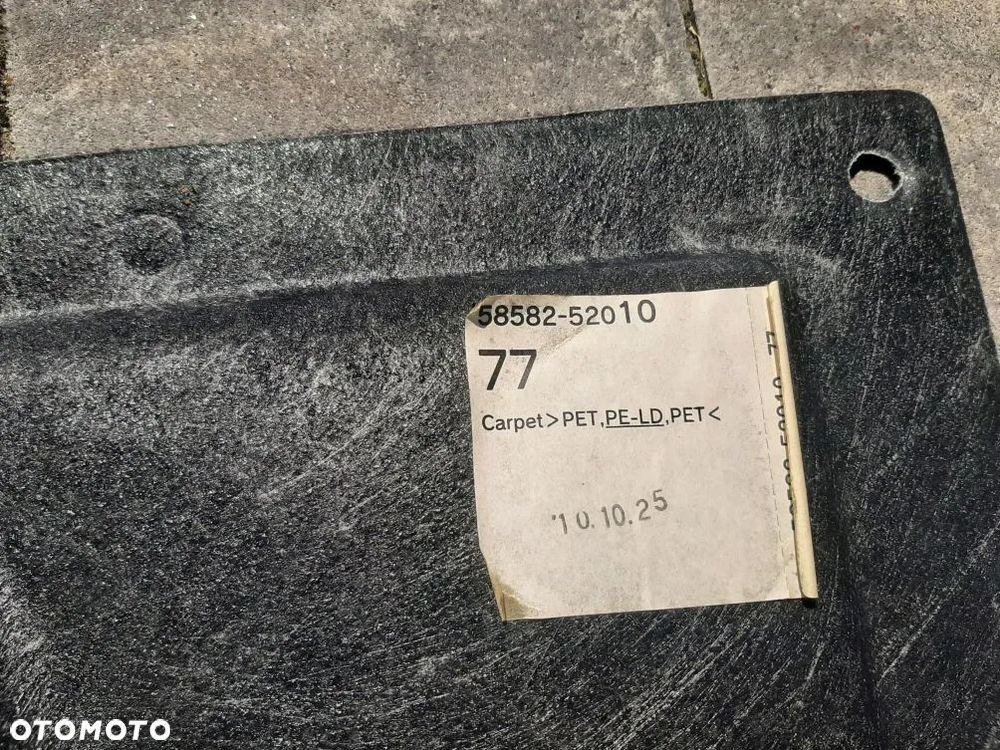 58582-52010
77
Carpet>PET,PE-LD,PET<
'10.10.25
OTOMOTO